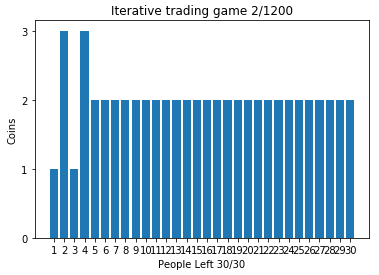 Iterative trading game 2/1200
Coins
3
2
1
0
1 2 3 4 5 6 7 8 9 10 11 12 13 14 15 16 17 18 19 20 21 22 23 24 25 26 27 28 29 30
People Left 30/30